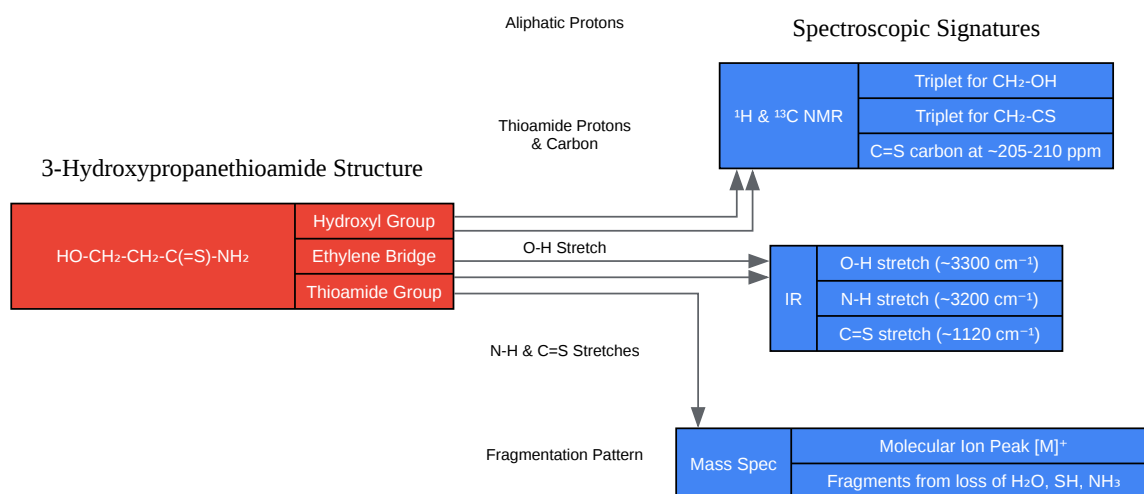 Aliphatic Protons
Spectroscopic Signatures
¹H & ¹³C NMR
Triplet for CH₂-OH
Triplet for CH₂-CS
C=S carbon at ~205-210 ppm
Thioamide Protons
& Carbon
3-Hydroxypropanethioamide Structure
HO-CH₂-CH₂-C(=S)-NH₂
Hydroxyl Group
Ethylene Bridge
Thioamide Group
O-H Stretch
IR
O-H stretch (~3300 cm⁻¹)
N-H stretch (~3200 cm⁻¹)
C=S stretch (~1120 cm⁻¹)
N-H & C=S Stretches
Fragmentation Pattern
Mass Spec
Molecular Ion Peak [M]⁺
Fragments from loss of H₂O, SH, NH₃